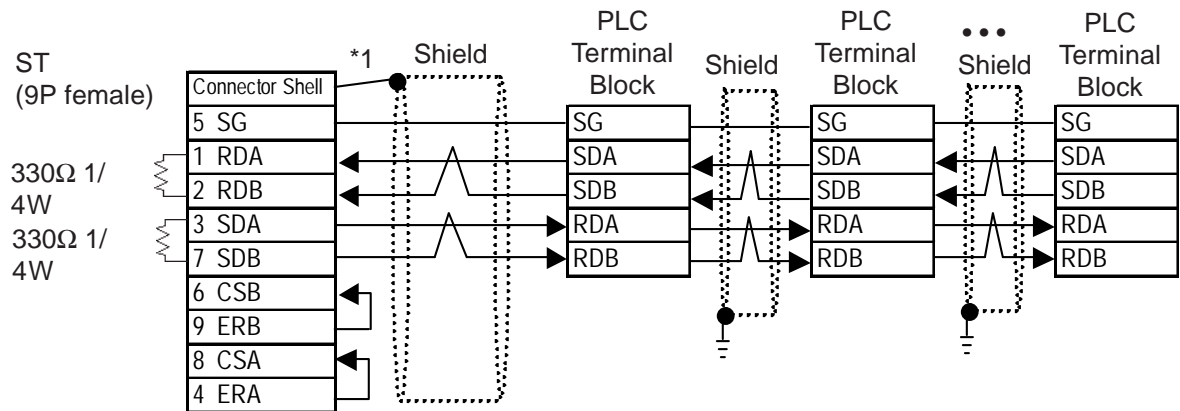 ST
(9P female)
330Ω 1/
4W
330Ω 1/
4W
Connector Shell
5 SG
1 RDA
2 RDB
3 SDA
7 SDB
6 CSB
9 ERB
8 CSA
4 ERA
*1
Shield
PLC
Terminal
Block
SG
SDA
SDB
RDA
RDB
Shield
PLC
Terminal
Block
SG
SDA
SDB
RDA
RDB
•••
Shield
PLC
Terminal
Block
SG
SDA
SDB
RDA
RDB